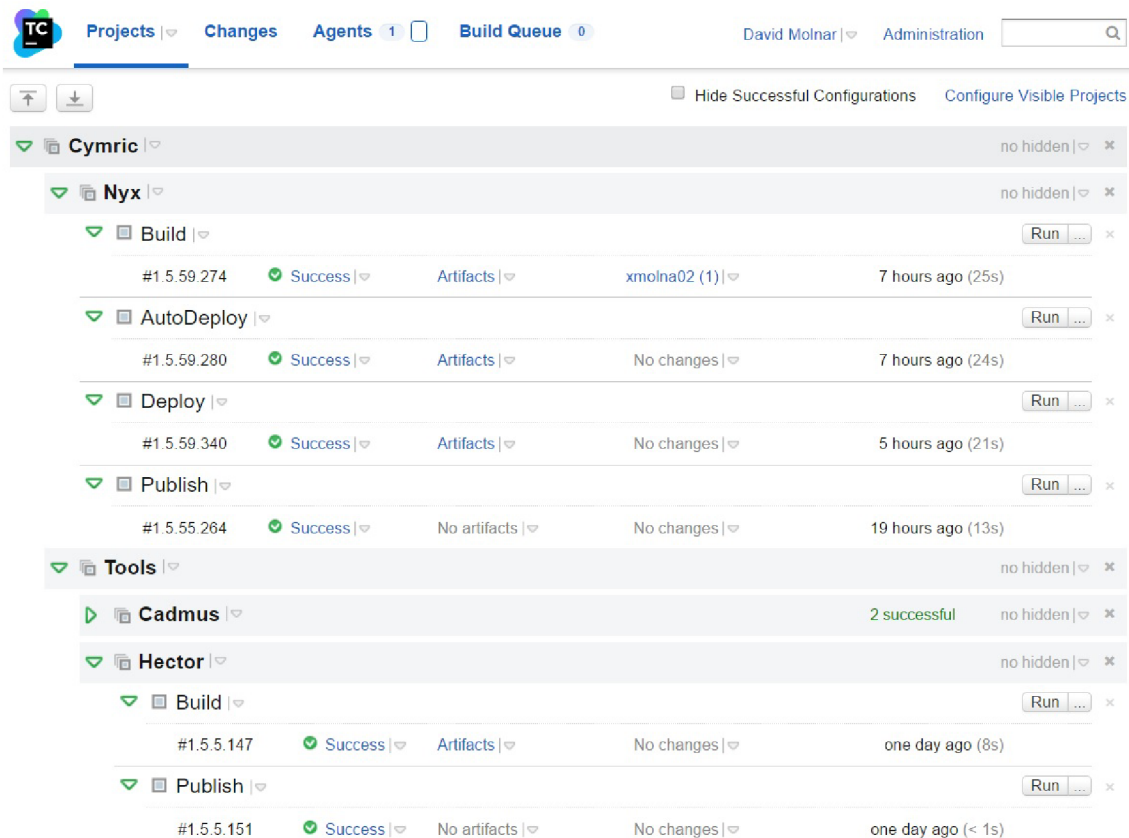 TC
Projects Changes Agents 1 Build Queue 0 David Molnar Administration
Hide Successful Configurations Configure Visible Projects
Cymric no hidden
Nyx no hidden
Build Run ...
#1.5.59.274 Success Artifacts xmolna02 (1) 7 hours ago (25s)
AutoDeploy Run ...
#1.5.59.280 Success Artifacts No changes 7 hours ago (24s)
Deploy Run ...
#1.5.59.340 Success Artifacts No changes 5 hours ago (21s)
Publish Run ...
#1.5.55.264 Success No artifacts No changes 19 hours ago (13s)
Tools no hidden
Cadmus 2 successful no hidden
Hector no hidden
Build Run ...
#1.5.5.147 Success Artifacts No changes one day ago (8s)
Publish Run ...
#1.5.5.151 Success No artifacts No changes one day ago (< 1s)